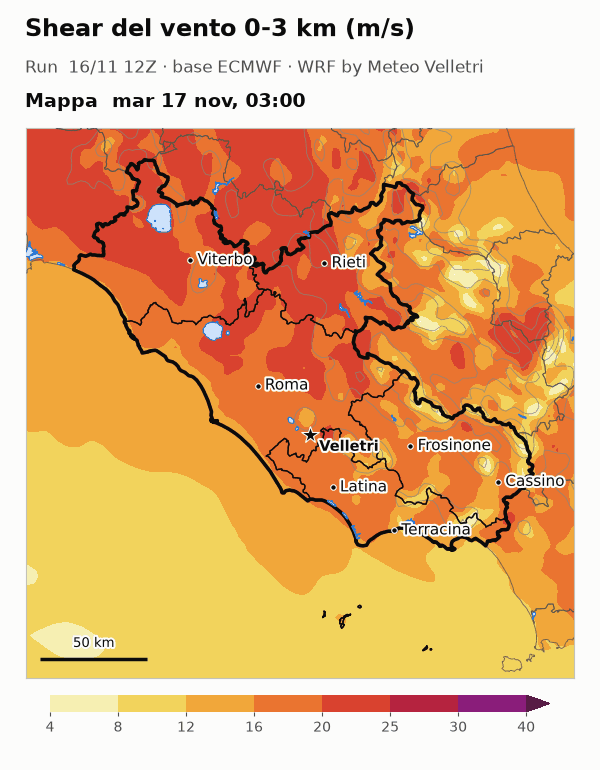 Shear del vento 0-3 km (m/s)
Run  16/11 12Z · base ECMWF · WRF by Meteo Velletri
Mappa  mar 17 nov, 03:00
Viterbo
Rieti
Roma
Velletri
Frosinone
Latina
Cassino
Terracina
50 km
4 8 12 16 20 25 30 40